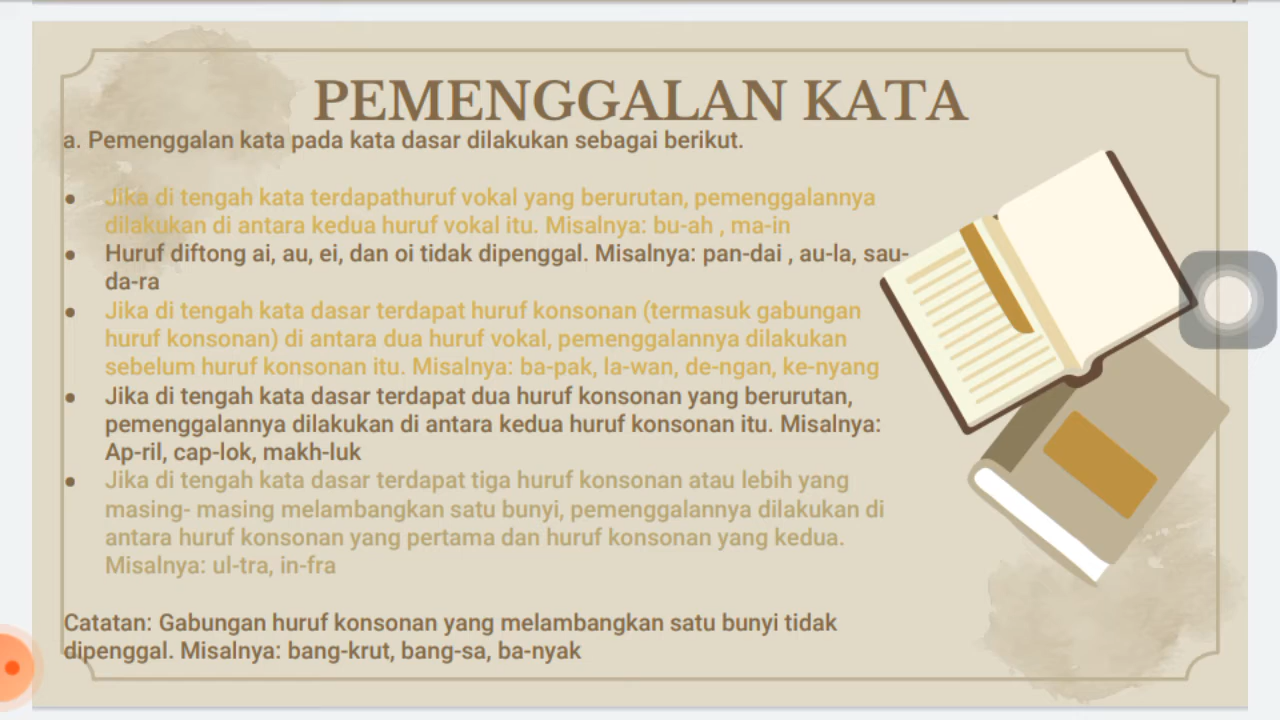 PEMENGGALAN KATA
a. Pemenggalan kata pada kata dasar dilakukan sebagai berikut.
● Jika di tengah kata terdapathuruf vokal yang berurutan, pemenggalannya
dilakukan di antara kedua huruf vokal itu. Misalnya: bu-ah , ma-in
● Huruf diftong ai, au, ei, dan oi tidak dipenggal. Misalnya: pan-dai , au-la, sau-
da-ra
● Jika di tengah kata dasar terdapat huruf konsonan (termasuk gabungan
huruf konsonan) di antara dua huruf vokal, pemenggalannya dilakukan
sebelum huruf konsonan itu. Misalnya: ba-pak, la-wan, de-ngan, ke-nyang
● Jika di tengah kata dasar terdapat dua huruf konsonan yang berurutan,
pemenggalannya dilakukan di antara kedua huruf konsonan itu. Misalnya:
Ap-ril, cap-lok, makh-luk
● Jika di tengah kata dasar terdapat tiga huruf konsonan atau lebih yang
masing- masing melambangkan satu bunyi, pemenggalannya dilakukan di
antara huruf konsonan yang pertama dan huruf konsonan yang kedua.
Misalnya: ul-tra, in-fra
Catatan: Gabungan huruf konsonan yang melambangkan satu bunyi tidak
dipenggal. Misalnya: bang-krut, bang-sa, ba-nyak